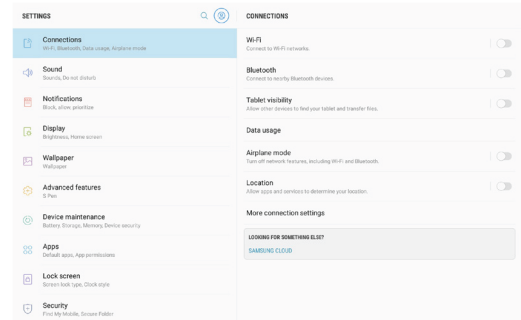 SETTINGS
Connections
Wi-Fi, Bluetooth, Data usage, Airplane mode
Sound
Sounds, Do not disturb
Notifications
Block, allow, prioritize
Display
Brightness, Home screen
Wallpaper
Wallpaper
Advanced features
S Pen
Device maintenance
Battery, Storage, Memory, Device security
Apps
Default apps, App permissions
Lock screen
Screen lock type, Clock style
Security
Find My Mobile, Secure Folder
CONNECTIONS
Wi-Fi
Connect to Wi-Fi networks.
Bluetooth
Connect to nearby Bluetooth devices.
Tablet visibility
Allow other devices to find your tablet and transfer files.
Data usage
Airplane mode
Turn off network features, including Wi-Fi and Bluetooth.
Location
Allow apps and services to determine your location.
More connection settings
LOOKING FOR SOMETHING ELSE?
SAMSUNG CLOUD